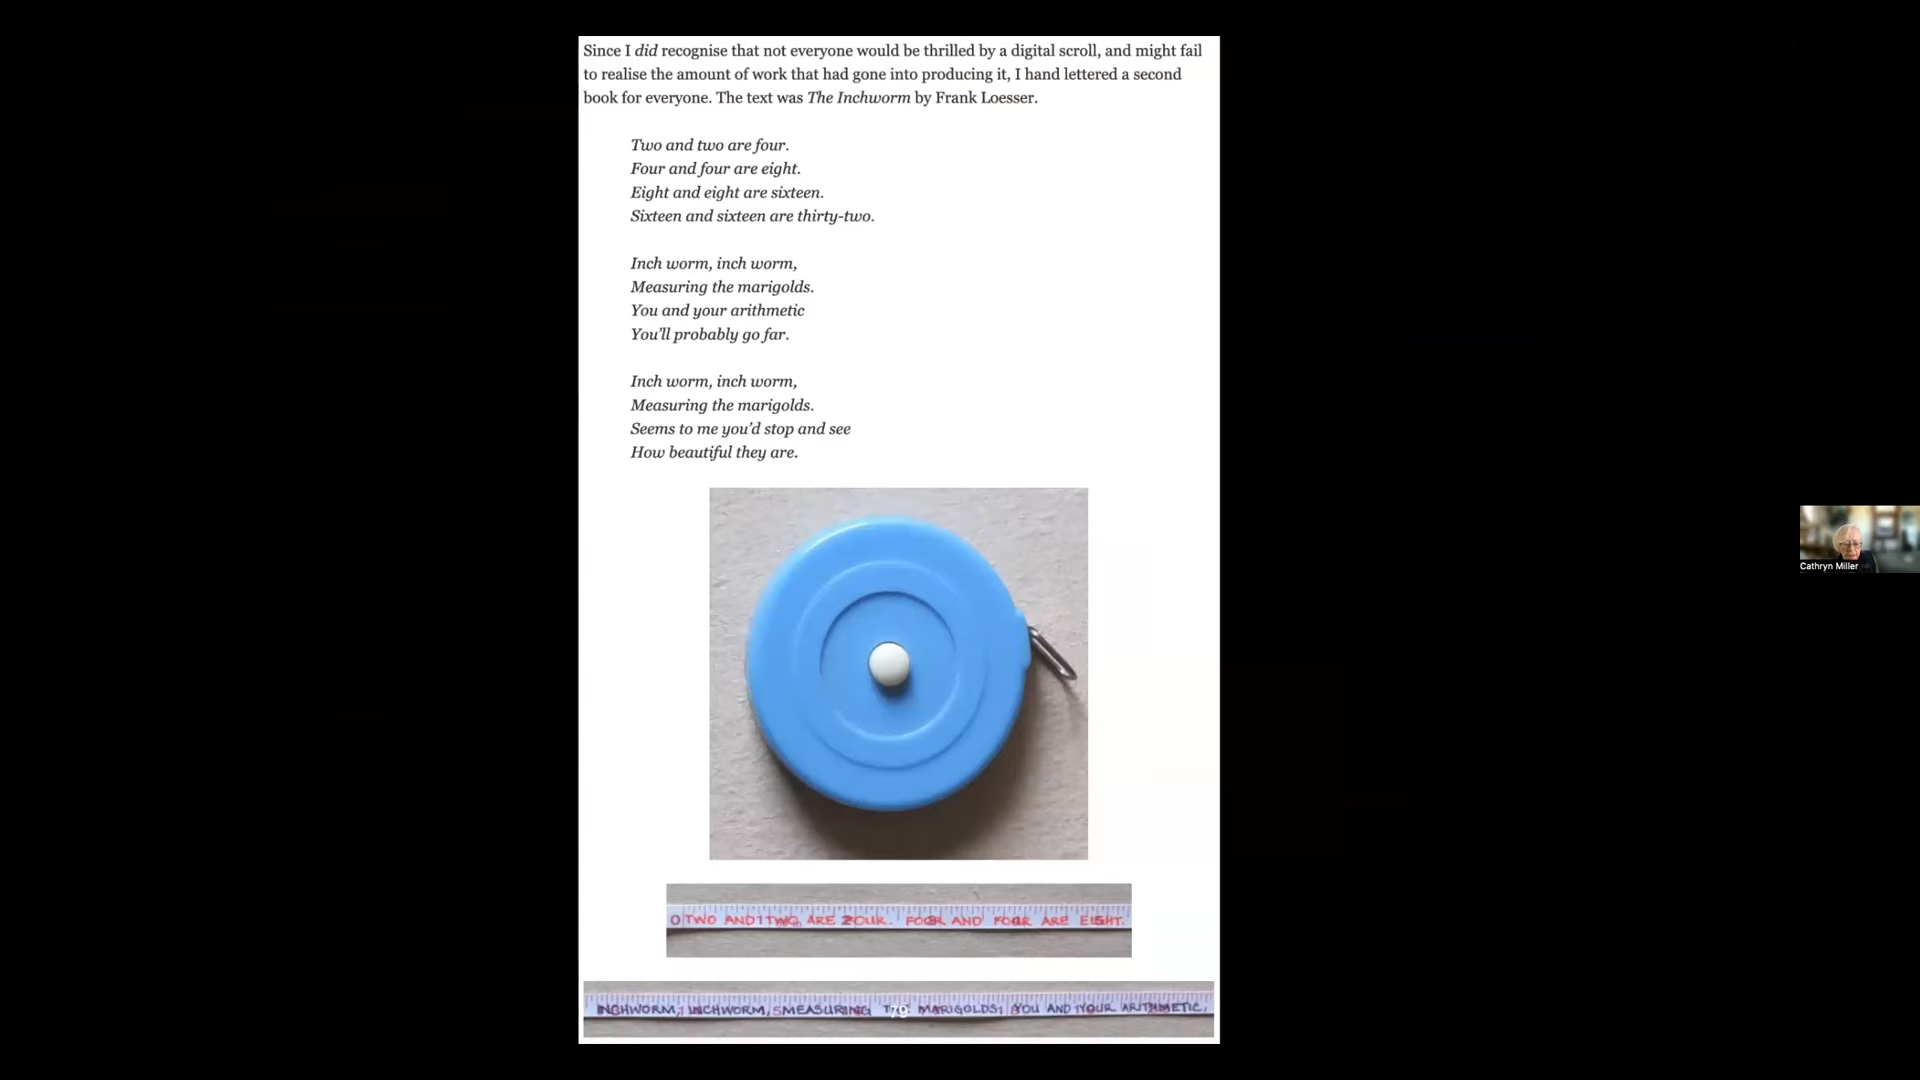 Since I did recognise that not everyone would be thrilled by a digital scroll, and might fail
to realise the amount of work that had gone into producing it, I hand lettered a second
book for everyone. The text was The Inchworm by Frank Loesser.
Two and two are four.
Four and four are eight.
Eight and eight are sixteen.
Sixteen and sixteen are thirty-two.
Inch worm, inch worm,
Measuring the marigolds.
You and your arithmetic
You'll probably go far.
Inch worm, inch worm,
Measuring the marigolds.
Seems to me you'd stop and see
How beautiful they are.
Cathryn Miller
0 TWO AND 1 TWO ARE 2 FOUR. FOUR AND FOUR ARE EIGHT.
INCHWORM, INCHWORM, MEASURING MARIGOLDS, YOU AND YOUR ARITHMETIC,
79